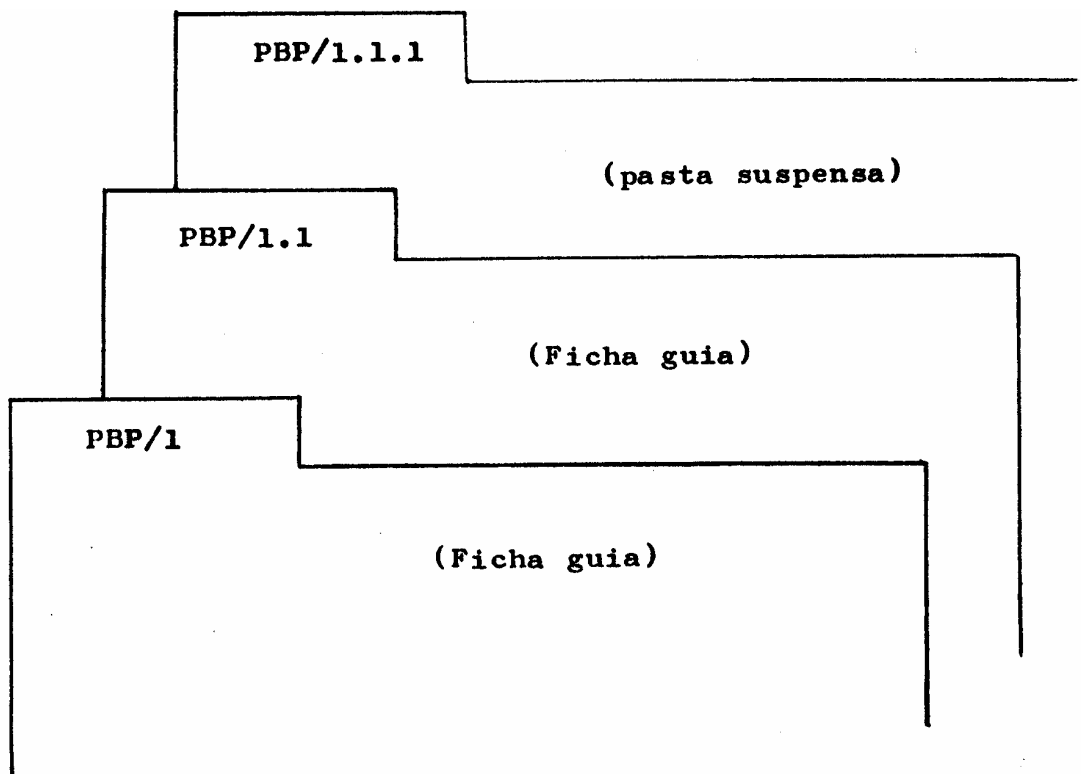 PBP/1.1.1
(pasta suspensa)
PBP/1.1
(Ficha guia)
PBP/1
(Ficha guia)